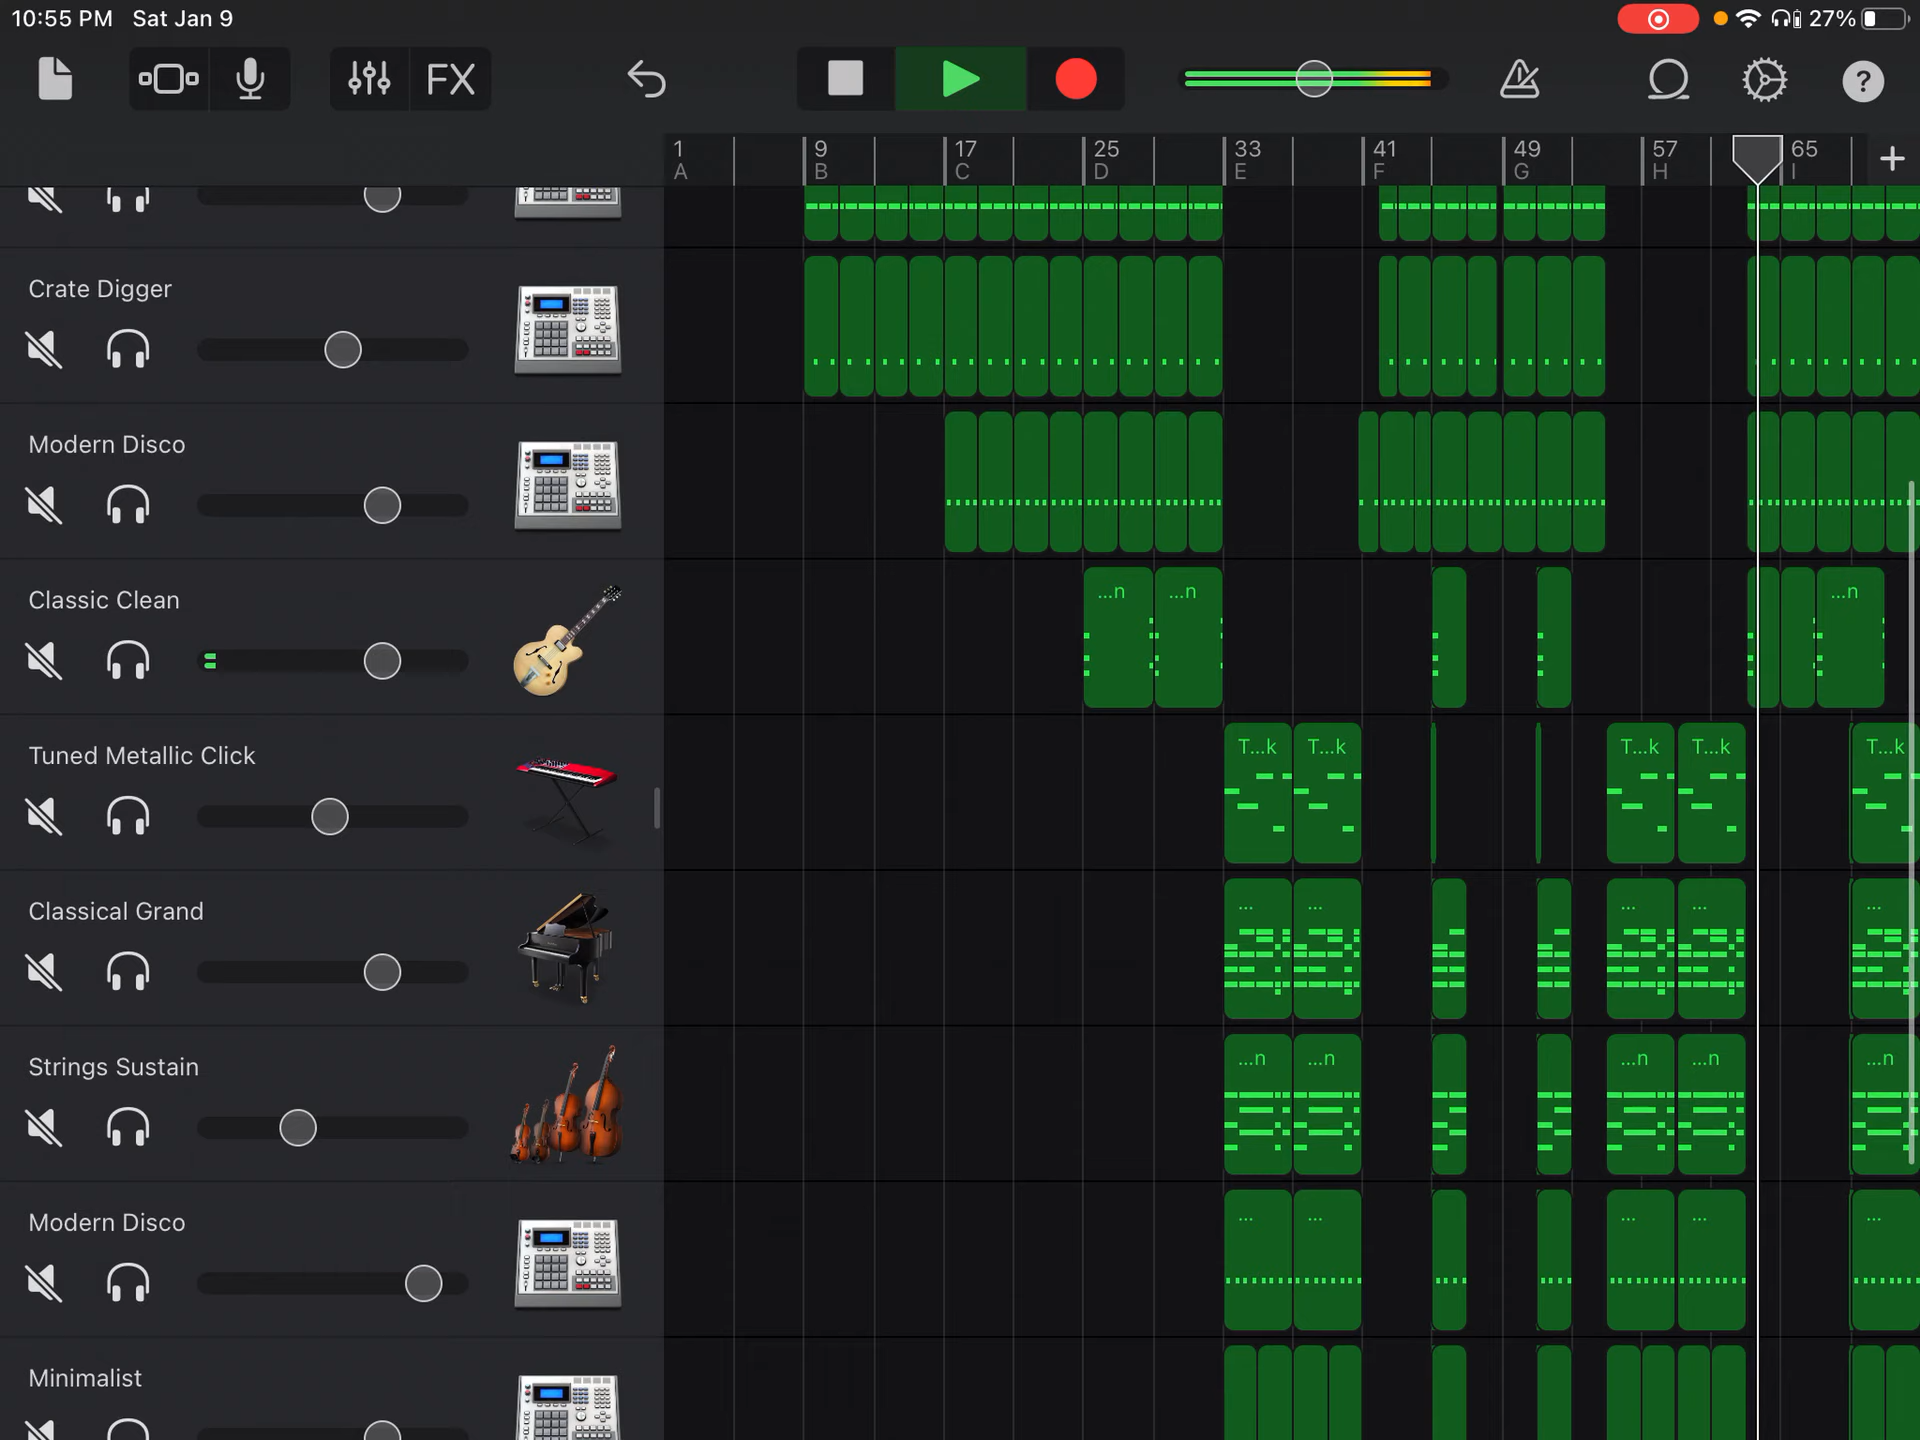 10:55 PM Sat Jan 9
27%
FX
?
1 9 17 25 33 41 49 57 65 +
A B C D E F G H I
Crate Digger
Modern Disco
Classic Clean
...n ...n ...n
Tuned Metallic Click
T...k T...k T...k T...k T...k
Classical Grand
... ... ... ... ...
Strings Sustain
...n ...n ...n ...n ...n
Modern Disco
... ... ... ... ...
Minimalist